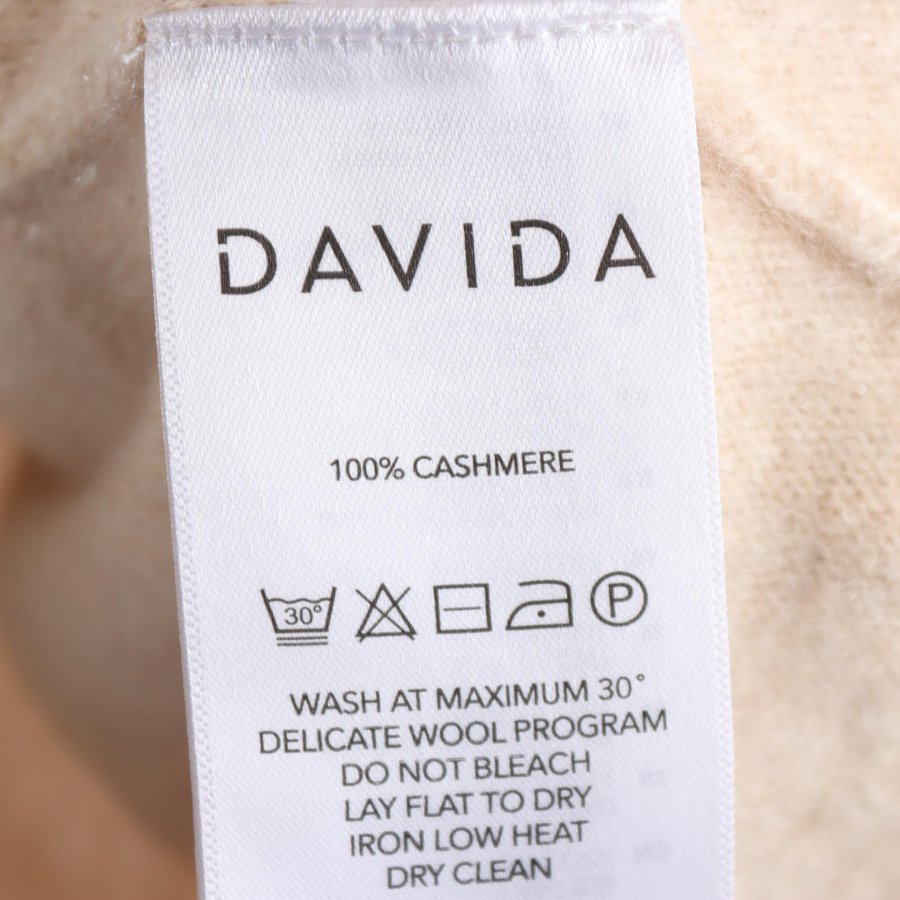 DAVIDA
100% CASHMERE
30° P
WASH AT MAXIMUM 30°
DELICATE WOOL PROGRAM
DO NOT BLEACH
LAY FLAT TO DRY
IRON LOW HEAT
DRY CLEAN